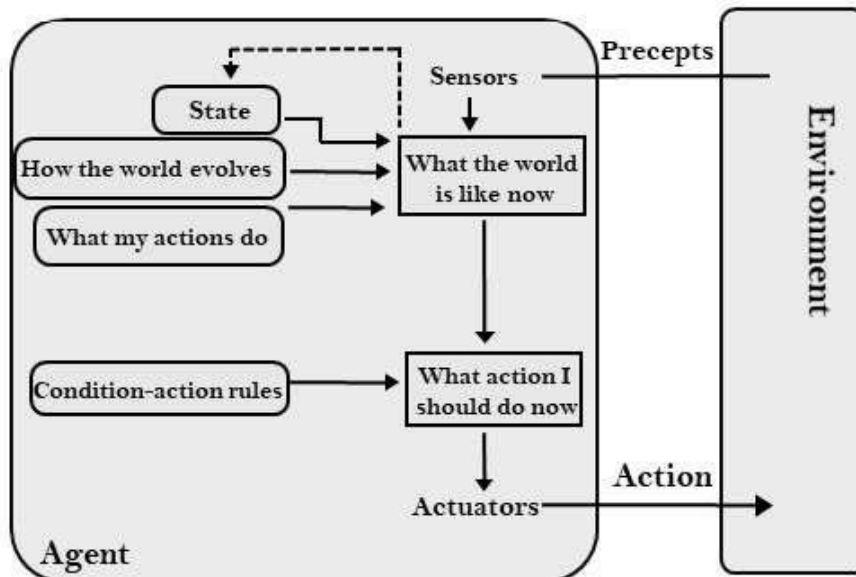 Precepts
Sensors
State
What the world
is like now
How the world evolves
What my actions do
Environment
Condition-action rules
What action I
should do now
Action
Actuators
Agent